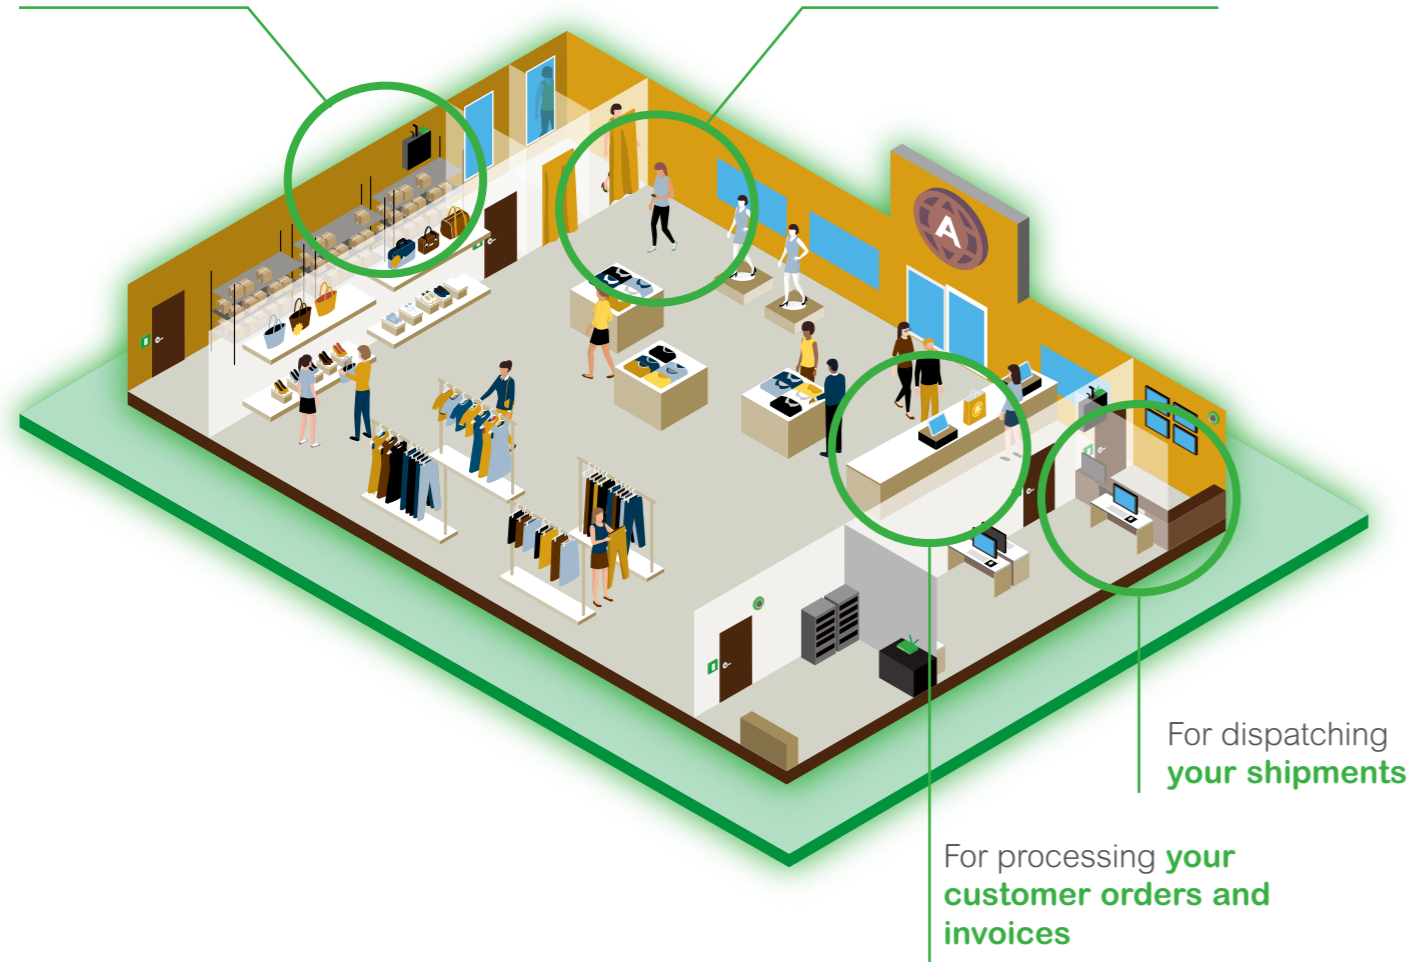 A
For dispatching
your shipments
For processing your
customer orders and
invoices